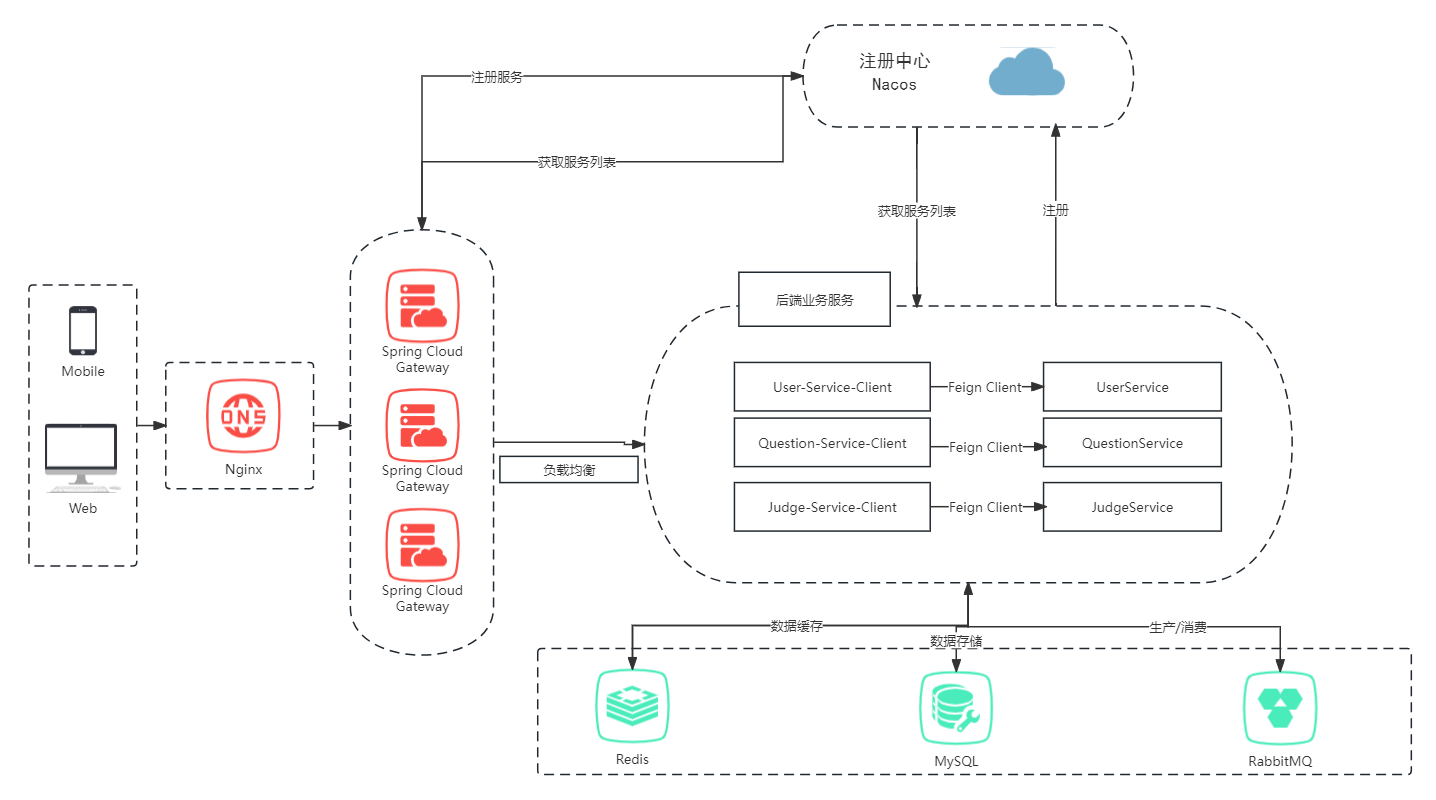 注册中心
Nacos
注册服务
获取服务列表
获取服务列表
注册
Mobile
Web
ONS
Nginx
Spring Cloud
Gateway
Spring Cloud
Gateway
Spring Cloud
Gateway
负载均衡
后端业务服务
User-Service-Client
Feign Client
UserService
Question-Service-Client
Feign Client
QuestionService
Judge-Service-Client
Feign Client
JudgeService
数据缓存
数据存储
生产/消费
Redis
MySQL
RabbitMQ